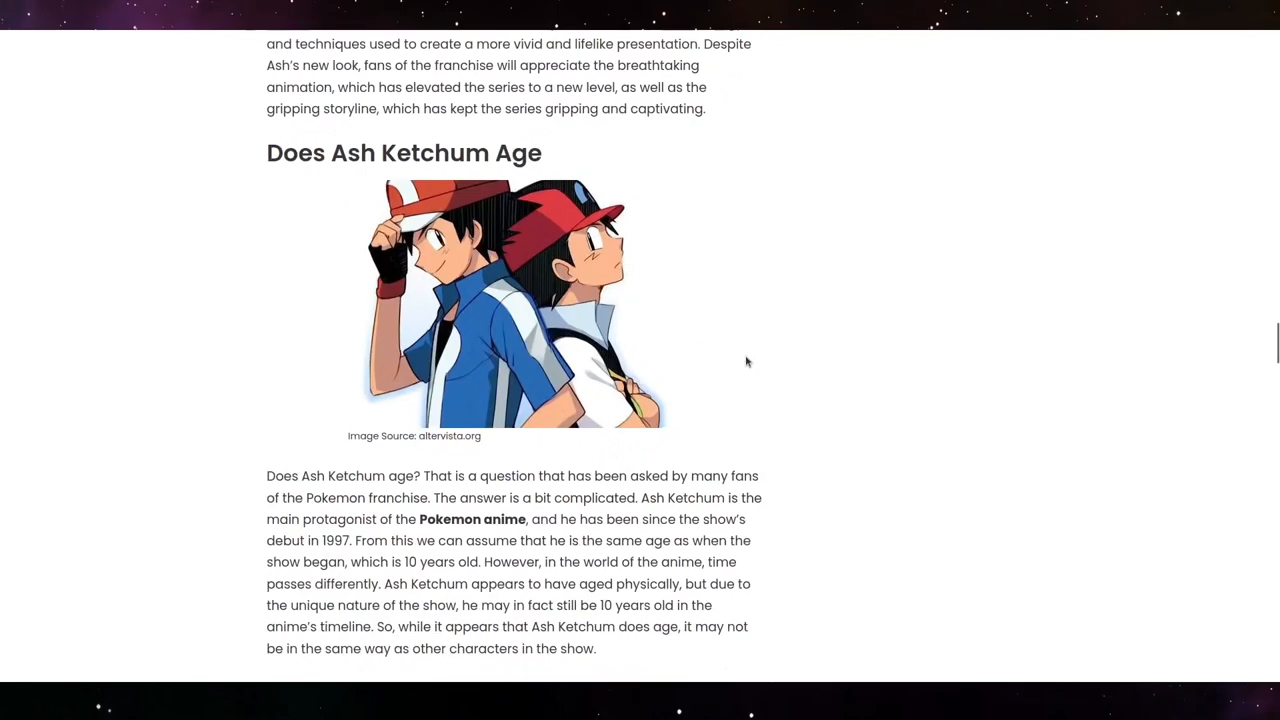 and techniques used to create a more vivid and lifelike presentation. Despite
Ash's new look, fans of the franchise will appreciate the breathtaking
animation, which has elevated the series to a new level, as well as the
gripping storyline, which has kept the series gripping and captivating.
Does Ash Ketchum Age
Image Source: altervista.org
Does Ash Ketchum age? That is a question that has been asked by many fans
of the Pokemon franchise. The answer is a bit complicated. Ash Ketchum is the
main protagonist of the Pokemon anime, and he has been since the show's
debut in 1997. From this we can assume that he is the same age as when the
show began, which is 10 years old. However, in the world of the anime, time
passes differently. Ash Ketchum appears to have aged physically, but due to
the unique nature of the show, he may in fact still be 10 years old in the
anime's timeline. So, while it appears that Ash Ketchum does age, it may not
be in the same way as other characters in the show.